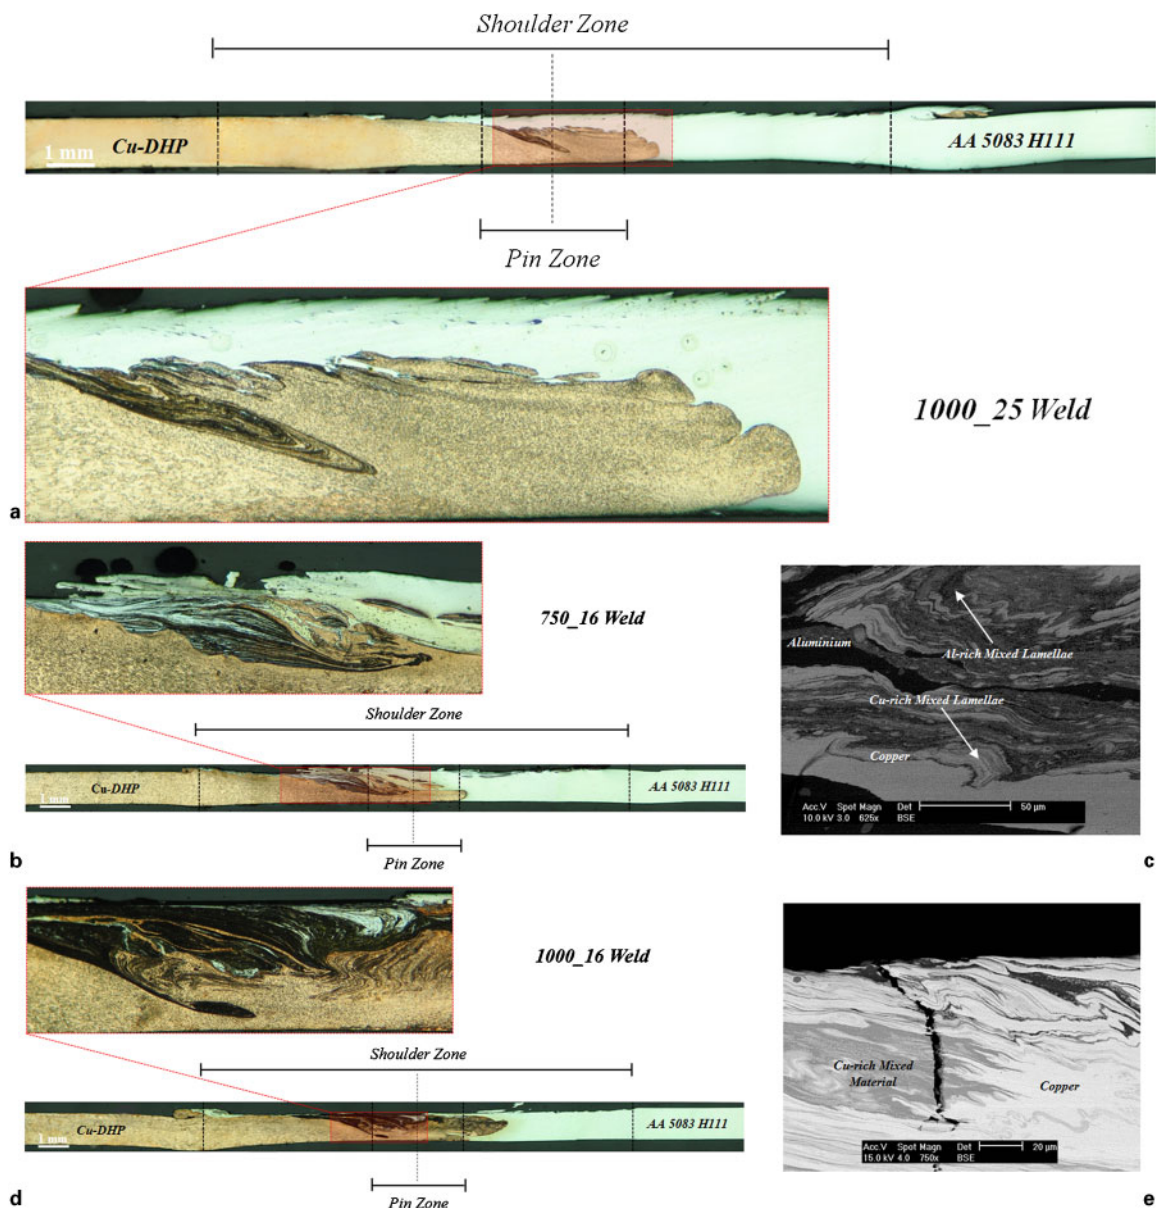 Shoulder Zone
Cu-DHP
1 mm
AA 5083 H111
Pin Zone
1000_25 Weld
a
750_16 Weld
Shoulder Zone
Cu-DHP
1 mm
AA 5083 H111
Pin Zone
b
Aluminium
Al-rich Mixed Lamellae
Cu-rich Mixed Lamellae
Copper
Acc.V Spot Magn Det
10.0 kV 3.0 625x BSE
50 µm
c
1000_16 Weld
Shoulder Zone
Cu-DHP
1 mm
AA 5083 H111
Pin Zone
d
Cu-rich Mixed
Material
Copper
Acc.V Spot Magn Det
15.0 kV 4.0 750x BSE
20 µm
e